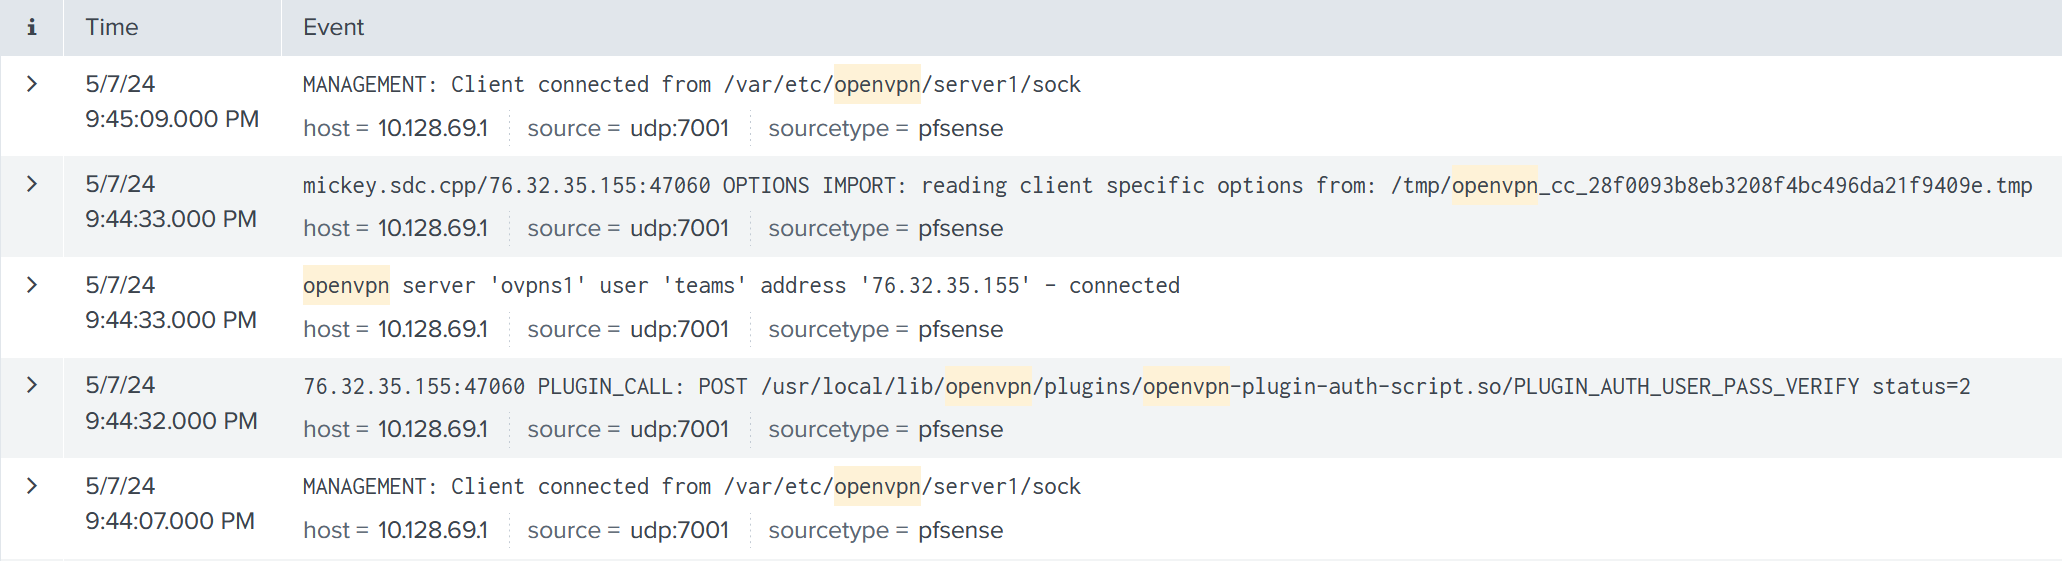 i Time Event
5/7/24 MANAGEMENT: Client connected from /var/etc/openvpn/server1/sock
9:45:09.000 PM host = 10.128.69.1 source = udp:7001 sourcetype = pfsense
5/7/24 mickey.sdc.cpp/76.32.35.155:47060 OPTIONS IMPORT: reading client specific options from: /tmp/openvpn_cc_28f0093b8eb3208f4bc496da21f9409e.tmp
9:44:33.000 PM host = 10.128.69.1 source = udp:7001 sourcetype = pfsense
5/7/24 openvpn server 'ovpns1' user 'teams' address '76.32.35.155' - connected
9:44:33.000 PM host = 10.128.69.1 source = udp:7001 sourcetype = pfsense
5/7/24 76.32.35.155:47060 PLUGIN_CALL: POST /usr/local/lib/openvpn/plugins/openvpn-plugin-auth-script.so/PLUGIN_AUTH_USER_PASS_VERIFY status=2
9:44:32.000 PM host = 10.128.69.1 source = udp:7001 sourcetype = pfsense
5/7/24 MANAGEMENT: Client connected from /var/etc/openvpn/server1/sock
9:44:07.000 PM host = 10.128.69.1 source = udp:7001 sourcetype = pfsense